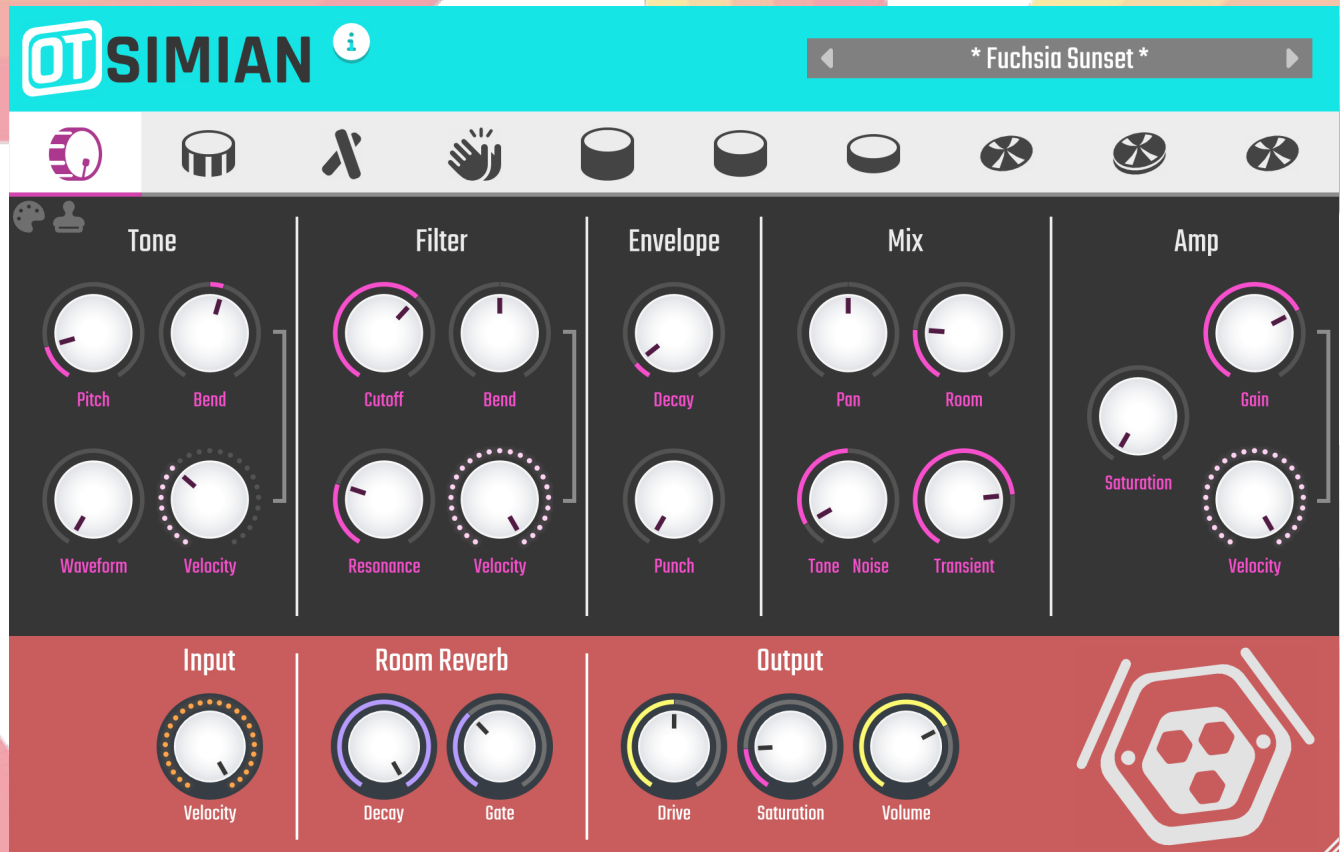 OT SIMIAN i
* Fuchsia Sunset *
Tone
Filter
Envelope
Mix
Amp
Pitch
Bend
Cutoff
Bend
Decay
Pan
Room
Gain
Saturation
Waveform
Velocity
Resonance
Velocity
Punch
Tone Noise
Transient
Velocity
Input
Room Reverb
Output
Velocity
Decay
Gate
Drive
Saturation
Volume